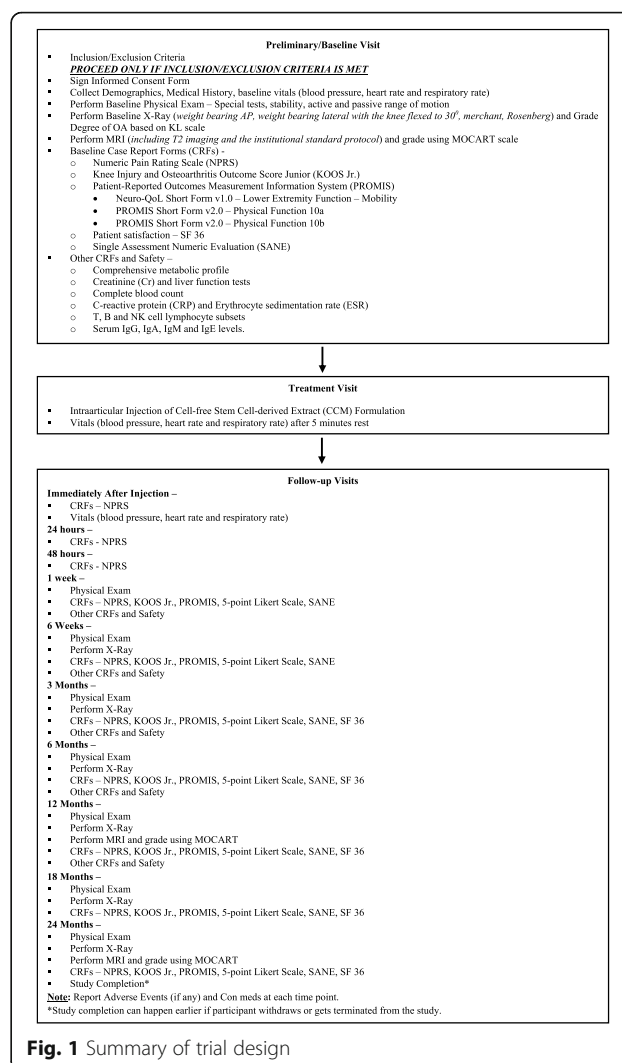 Preliminary/Baseline Visit
▪ Inclusion/Exclusion Criteria
PROCEED ONLY IF INCLUSION/EXCLUSION CRITERIA IS MET
▪ Sign Informed Consent Form
▪ Collect Demographics, Medical History, baseline vitals (blood pressure, heart rate and respiratory rate)
▪ Perform Baseline Physical Exam – Special tests, stability, active and passive range of motion
▪ Perform Baseline X-Ray (weight bearing AP, weight bearing lateral with the knee flexed to 30⁰, merchant, Rosenberg) and Grade
Degree of OA based on KL scale
▪ Perform MRI (including T2 imaging and the institutional standard protocol) and grade using MOCART scale
▪ Baseline Case Report Forms (CRFs) -
o Numeric Pain Rating Scale (NPRS)
o Knee Injury and Osteoarthritis Outcome Score Junior (KOOS Jr.)
o Patient-Reported Outcomes Measurement Information System (PROMIS)
• Neuro-QoL Short Form v1.0 – Lower Extremity Function – Mobility
• PROMIS Short Form v2.0 – Physical Function 10a
• PROMIS Short Form v2.0 – Physical Function 10b
o Patient satisfaction – SF 36
o Single Assessment Numeric Evaluation (SANE)
▪ Other CRFs and Safety –
o Comprehensive metabolic profile
o Creatinine (Cr) and liver function tests
o Complete blood count
o C-reactive protein (CRP) and Erythrocyte sedimentation rate (ESR)
o T, B and NK cell lymphocyte subsets
o Serum IgG, IgA, IgM and IgE levels.
Treatment Visit
▪ Intraarticular Injection of Cell-free Stem Cell-derived Extract (CCM) Formulation
▪ Vitals (blood pressure, heart rate and respiratory rate) after 5 minutes rest
Follow-up Visits
Immediately After Injection –
▪ CRFs – NPRS
▪ Vitals (blood pressure, heart rate and respiratory rate)
24 hours –
▪ CRFs - NPRS
48 hours –
▪ CRFs - NPRS
1 week –
▪ Physical Exam
▪ CRFs – NPRS, KOOS Jr., PROMIS, 5-point Likert Scale, SANE
▪ Other CRFs and Safety
6 Weeks –
▪ Physical Exam
▪ Perform X-Ray
▪ CRFs – NPRS, KOOS Jr., PROMIS, 5-point Likert Scale, SANE
▪ Other CRFs and Safety
3 Months –
▪ Physical Exam
▪ Perform X-Ray
▪ CRFs – NPRS, KOOS Jr., PROMIS, 5-point Likert Scale, SANE, SF 36
▪ Other CRFs and Safety
6 Months –
▪ Physical Exam
▪ Perform X-Ray
▪ CRFs – NPRS, KOOS Jr., PROMIS, 5-point Likert Scale, SANE, SF 36
▪ Other CRFs and Safety
12 Months –
▪ Physical Exam
▪ Perform X-Ray
▪ Perform MRI and grade using MOCART
▪ CRFs – NPRS, KOOS Jr., PROMIS, 5-point Likert Scale, SANE, SF 36
▪ Other CRFs and Safety
18 Months –
▪ Physical Exam
▪ Perform X-Ray
▪ CRFs – NPRS, KOOS Jr., PROMIS, 5-point Likert Scale, SANE, SF 36
24 Months –
▪ Physical Exam
▪ Perform X-Ray
▪ Perform MRI and grade using MOCART
▪ CRFs – NPRS, KOOS Jr., PROMIS, 5-point Likert Scale, SANE, SF 36
▪ Study Completion*
Note: Report Adverse Events (if any) and Con meds at each time point.
*Study completion can happen earlier if participant withdraws or gets terminated from the study.
Fig. 1 Summary of trial design